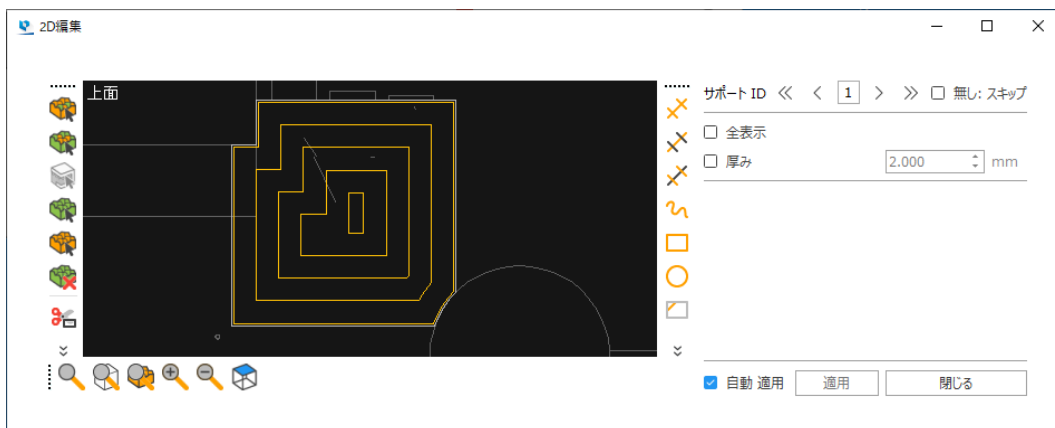 2D編集
上面
サポート ID 1 無し: スキップ
全表示
厚み 2.000 mm
自動 適用 適用 閉じる